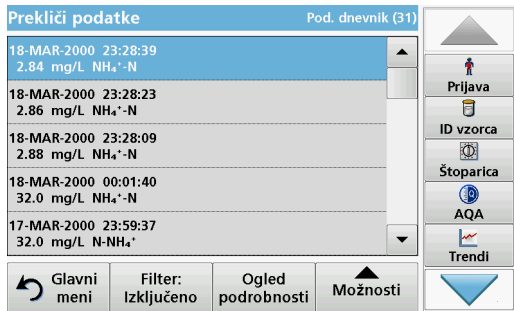 Prekliči podatke
Pod. dnevnik (31)
18-MAR-2000 23:28:39
2.84 mg/L NH₄⁺-N
18-MAR-2000 23:28:23
2.86 mg/L NH₄⁺-N
18-MAR-2000 23:28:09
2.88 mg/L NH₄⁺-N
18-MAR-2000 00:01:40
32.0 mg/L NH₄⁺-N
17-MAR-2000 23:59:37
32.0 mg/L N-NH₄⁺
Prijava
ID vzorca
Štoparica
AQA
Trendi
Glavni
meni
Filter:
Izključeno
Ogled
podrobnosti
Možnosti